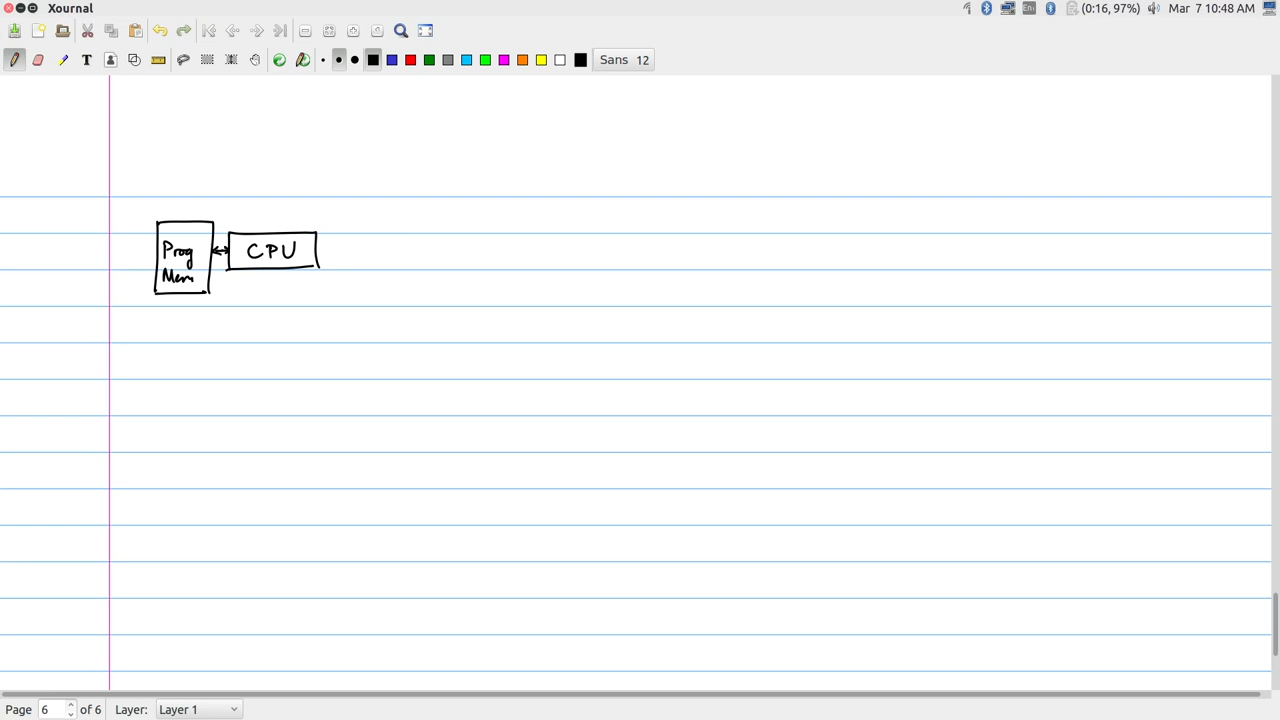 Xournal
En
(0:16, 97%)
Mar 7 10:48 AM
T
Sans 12
Prog
Mem
CPU
Page 6 of 6 Layer: Layer 1